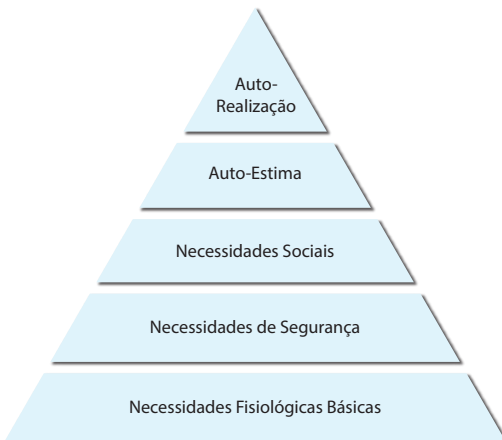 Auto-
Realização
Auto-Estima
Necessidades Sociais
Necessidades de Segurança
Necessidades Fisiológicas Básicas